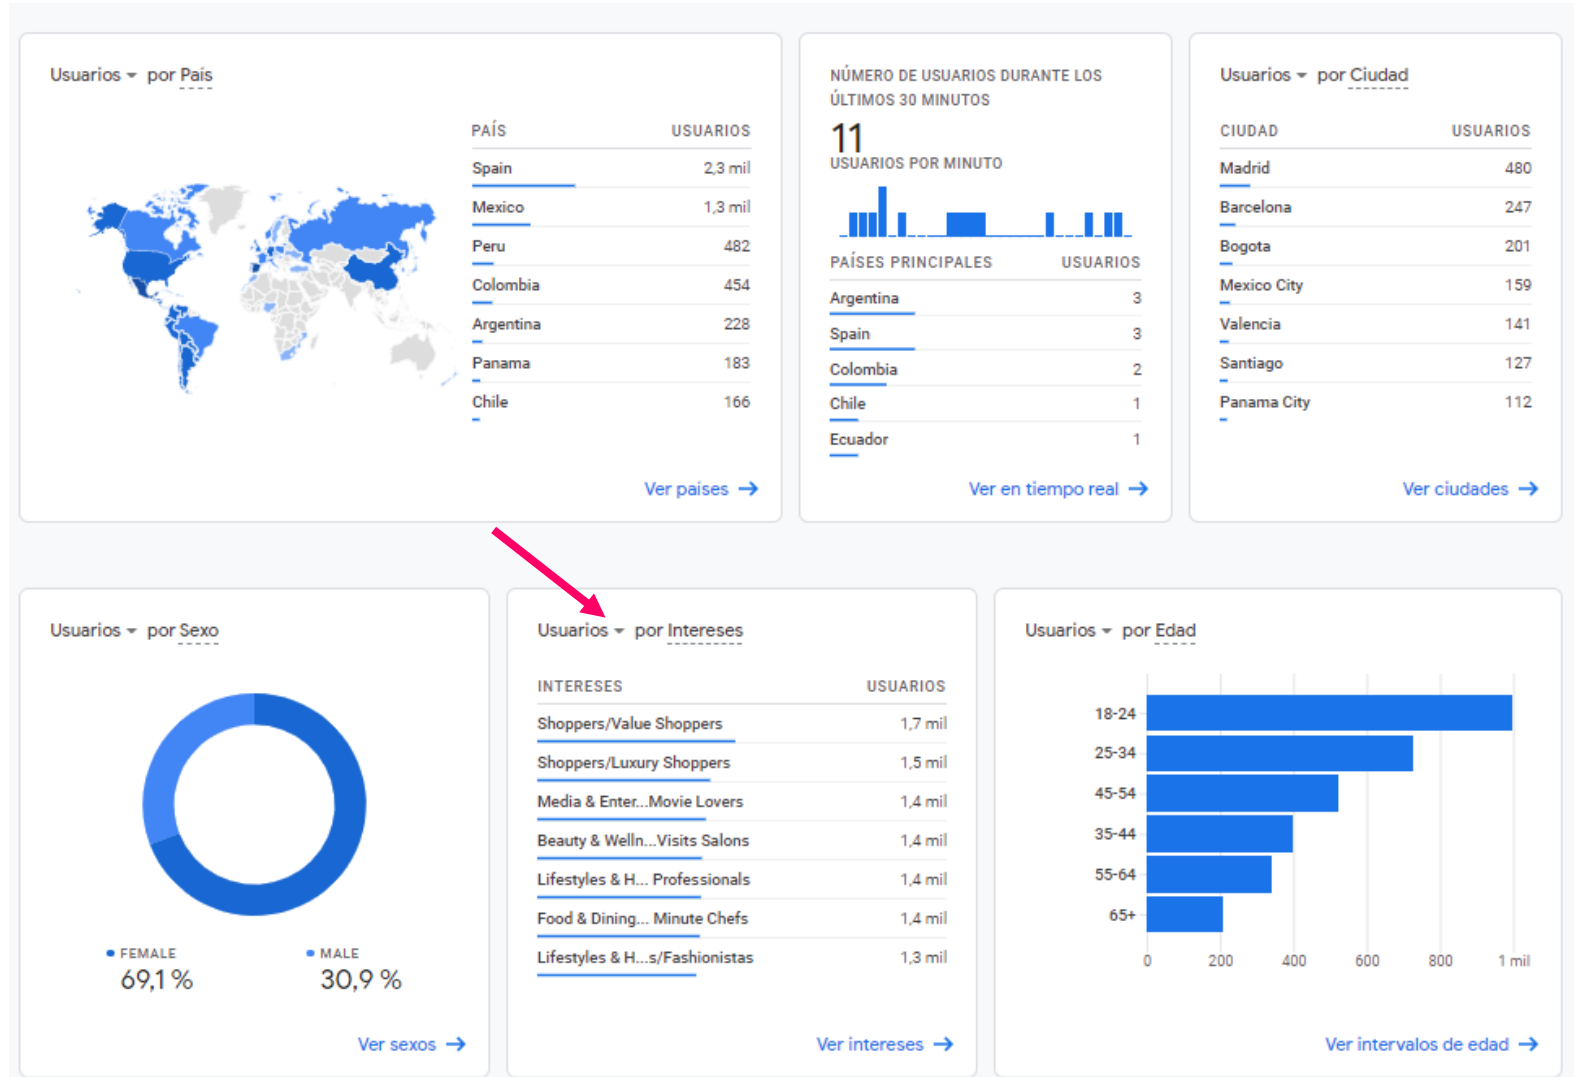 Usuarios por País
PAÍS USUARIOS
Spain 2,3 mil
Mexico 1,3 mil
Peru 482
Colombia 454
Argentina 228
Panama 183
Chile 166
Ver países
NÚMERO DE USUARIOS DURANTE LOS
ÚLTIMOS 30 MINUTOS
11
USUARIOS POR MINUTO
PAÍSES PRINCIPALES USUARIOS
Argentina 3
Spain 3
Colombia 2
Chile 1
Ecuador 1
Ver en tiempo real
Usuarios por Ciudad
CIUDAD USUARIOS
Madrid 480
Barcelona 247
Bogota 201
Mexico City 159
Valencia 141
Santiago 127
Panama City 112
Ver ciudades
Usuarios por Sexo
FEMALE MALE
69,1 % 30,9 %
Ver sexos
Usuarios por Intereses
INTERESES USUARIOS
Shoppers/Value Shoppers 1,7 mil
Shoppers/Luxury Shoppers 1,5 mil
Media & Enter...Movie Lovers 1,4 mil
Beauty & Welln...Visits Salons 1,4 mil
Lifestyles & H... Professionals 1,4 mil
Food & Dining... Minute Chefs 1,4 mil
Lifestyles & H...s/Fashionistas 1,3 mil
Ver intereses
Usuarios por Edad
18-24
25-34
45-54
35-44
55-64
65+
0 200 400 600 800 1 mil
Ver intervalos de edad